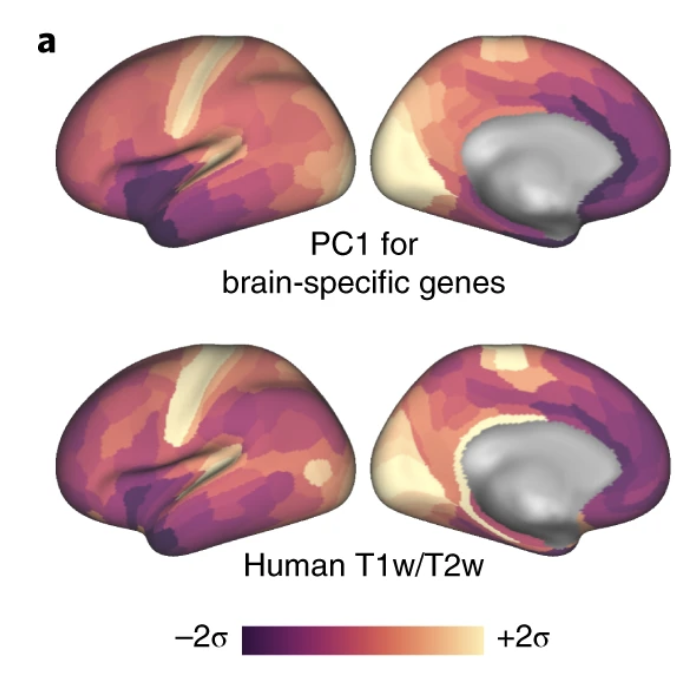 a
PC1 for
brain-specific genes
Human T1w/T2w
−2σ
+2σ